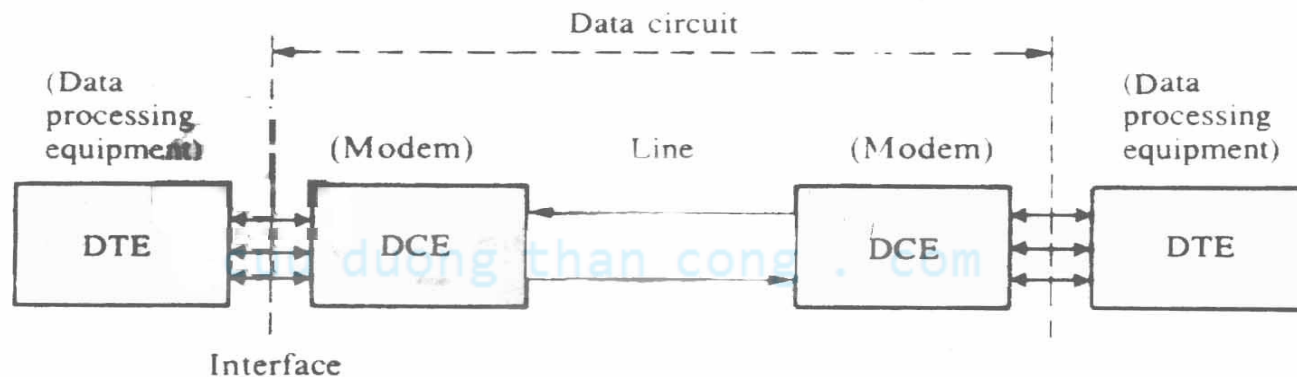 Data circuit
(Data
processing
equipment)
(Modem)
Line
(Modem)
(Data
processing
equipment)
DTE
DCE
DCE
DTE
cuu duong than cong . com
Interface